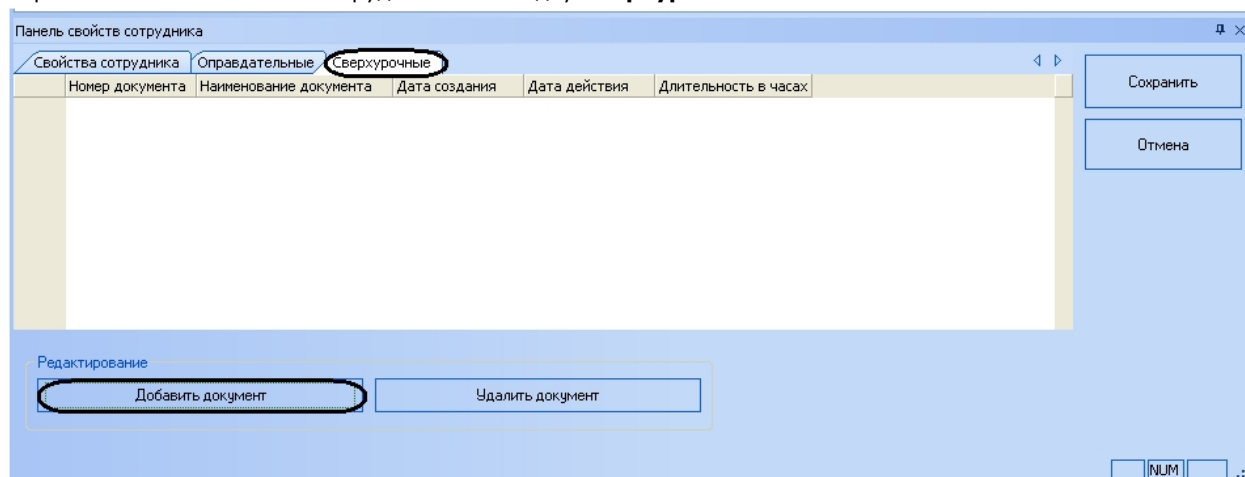 Панель свойств сотрудника
Свойства сотрудника Оправдательные Сверхурочные
Номер документа Наименование документа Дата создания Дата действия Длительность в часах
Сохранить
Отмена
Редактирование
Добавить документ Удалить документ
NUM